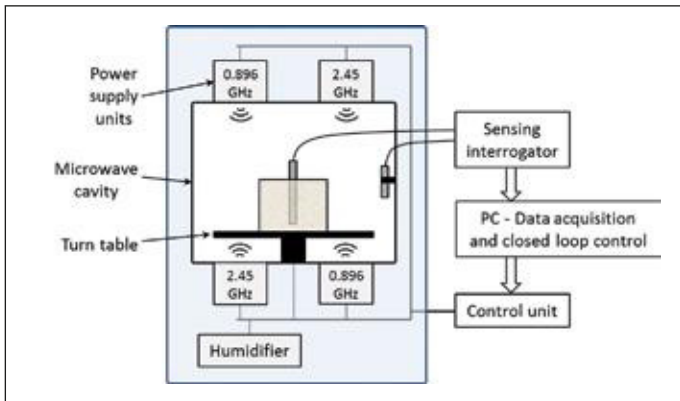 Power
supply
units
0.896
GHz
2.45
GHz
Microwave
cavity
Turn table
2.45
GHz
0.896
GHz
Humidifier
Sensing
interrogator
PC - Data acquisition
and closed loop control
Control unit